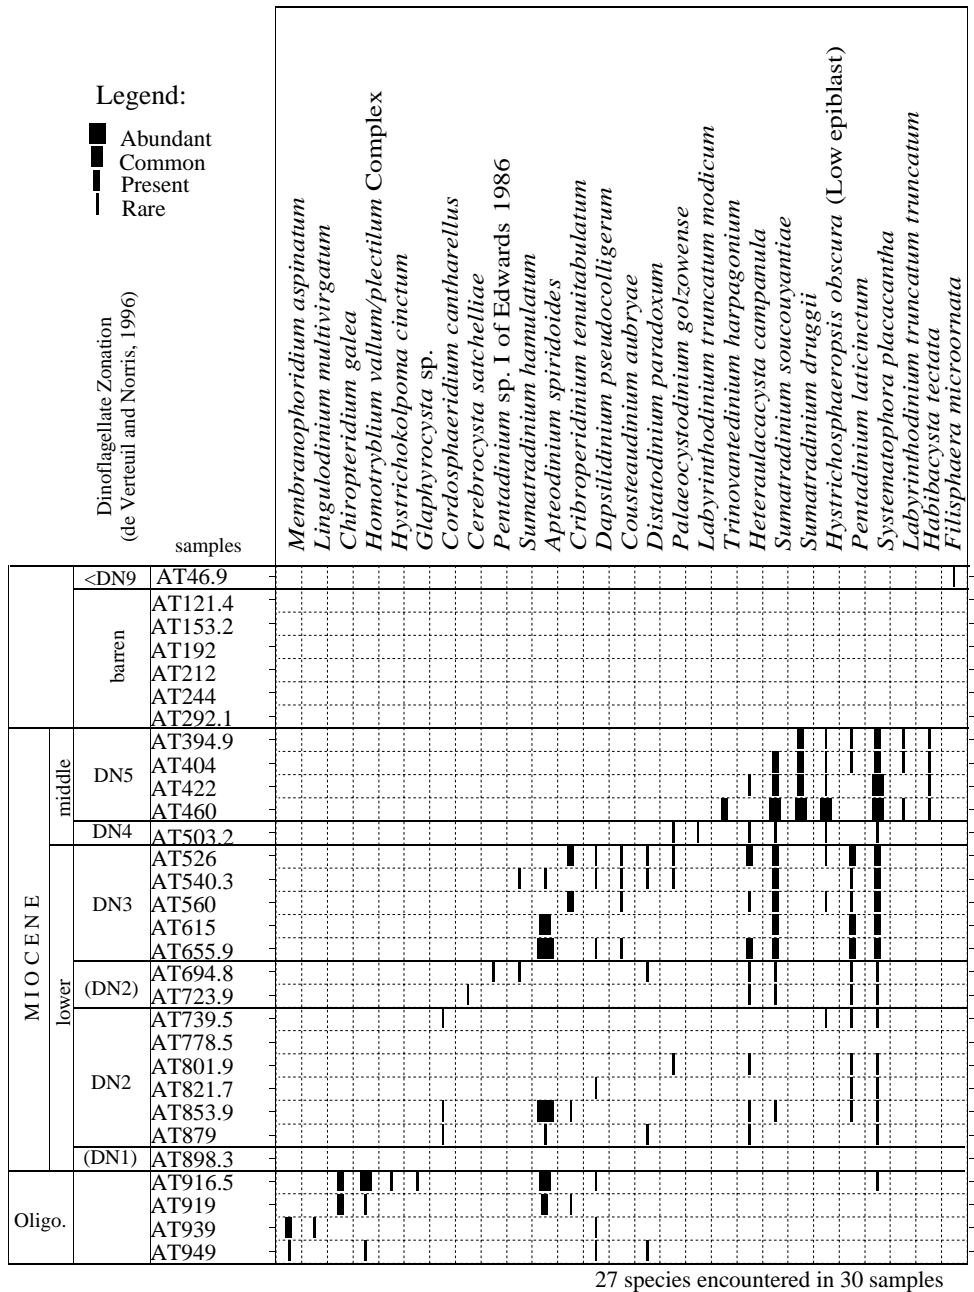 Legend:
Abundant
Common
Present
Rare
Dinoflagellate Zonation
(de Verteuil and Norris, 1996)
samples
Membranophoridium aspinatum
Lingulodinium multivirgatum
Chiropteridium galea
Homotryblium vallum/plectilum Complex
Hystrichokolpoma cinctum
Glaphyrocysta sp.
Cordosphaeridium cantharellus
Cerebrocysta satchelliae
Pentadinium sp. I of Edwards 1986
Sumatradinium hamulatum
Apteodinium spiridoides
Cribroperidinium tenuitabulatum
Dapsilidinium pseudocolligerum
Cousteaudinium aubryae
Distatodinium paradoxum
Palaeocystodinium golzowense
Labyrinthodinium truncatum modicum
Trinovantedinium harpagonium
Heteraulacacysta campanula
Sumatradinium soucouyantiae
Sumatradinium druggii
Hystrichosphaeropsis obscura (Low epiblast)
Pentadinium laticinctum
Systematophora placacantha
Labyrinthodinium truncatum truncatum
Habibacysta tectata
Filisphaera microornata
<DN9 AT46.9
barren
AT121.4
AT153.2
AT192
AT212
AT244
AT292.1
MIOCENE
middle
DN5
AT394.9
AT404
AT422
AT460
DN4 AT503.2
lower
DN3
AT526
AT540.3
AT560
AT615
AT655.9
(DN2)
AT694.8
AT723.9
DN2
AT739.5
AT778.5
AT801.9
AT821.7
AT853.9
AT879
(DN1) AT898.3
Oligo.
AT916.5
AT919
AT939
AT949
27 species encountered in 30 samples